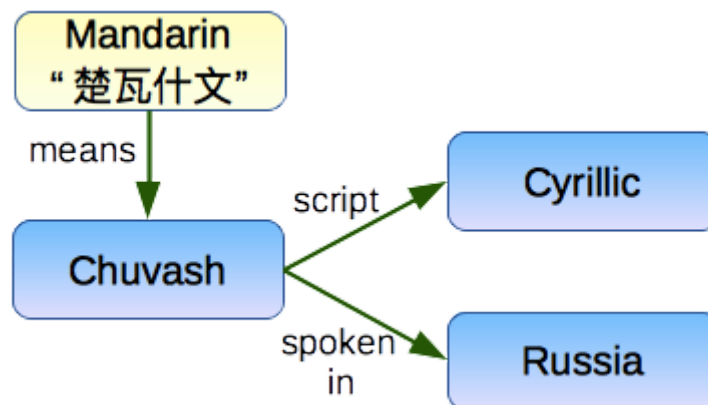 Mandarin
“ 楚瓦什文”
means
Chuvash
script
Cyrillic
spoken
in
Russia